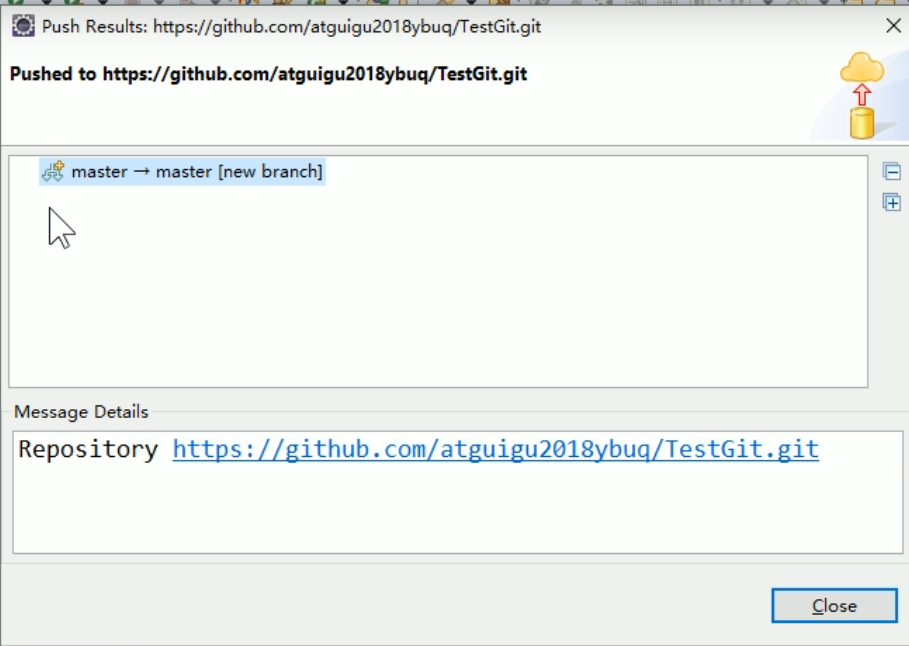 Push Results: https://github.com/atguigu2018ybuq/TestGit.git
Pushed to https://github.com/atguigu2018ybuq/TestGit.git
master → master [new branch]
Message Details
Repository https://github.com/atguigu2018ybuq/TestGit.git
Close